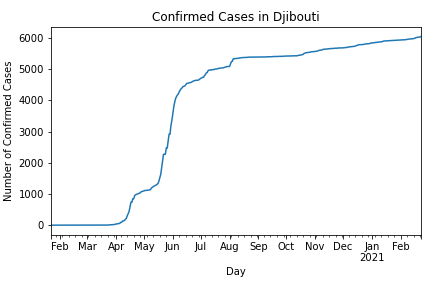 Confirmed Cases in Djibouti
Number of Confirmed Cases
6000
5000
4000
3000
2000
1000
0
Feb Mar Apr May Jun Jul Aug Sep Oct Nov Dec Jan Feb
2021
Day